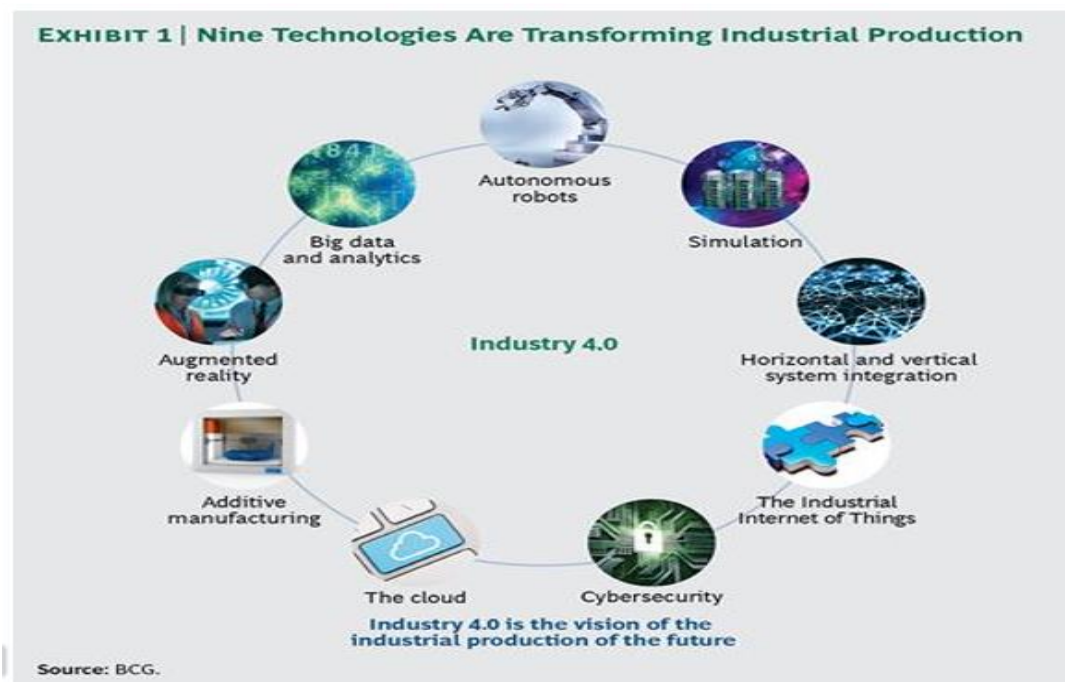 EXHIBIT 1 | Nine Technologies Are Transforming Industrial Production
Autonomous
robots
Simulation
Horizontal and vertical
system integration
The Industrial
Internet of Things
Cybersecurity
The cloud
Additive
manufacturing
Augmented
reality
Big data
and analytics
Industry 4.0
Industry 4.0 is the vision of the
industrial production of the future
Source: BCG.